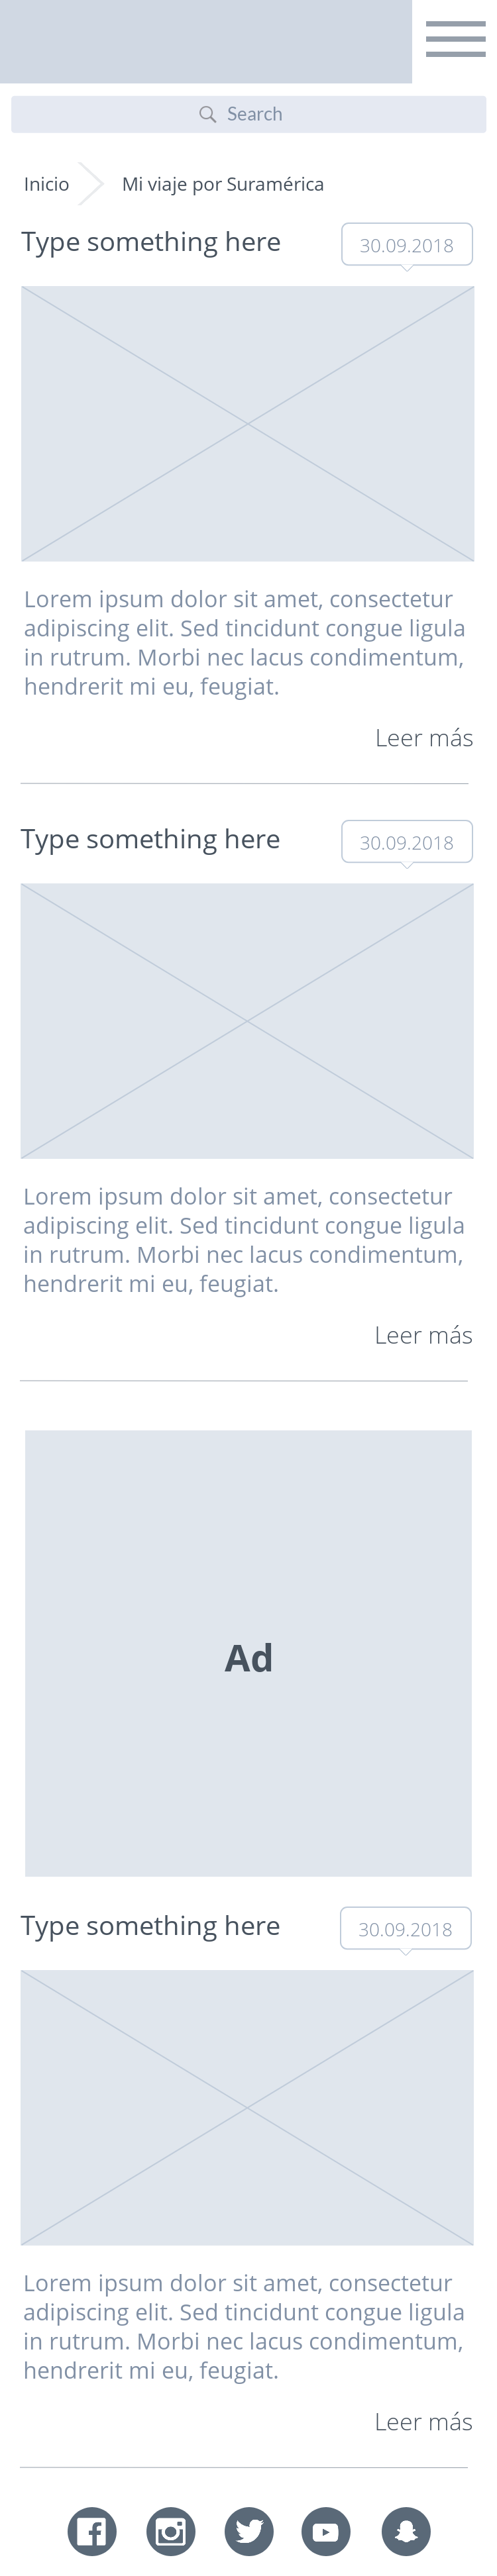 Search
Inicio
Mi viaje por Suramérica
Type something here
30.09.2018
Lorem ipsum dolor sit amet, consectetur
adipiscing elit. Sed tincidunt congue ligula
in rutrum. Morbi nec lacus condimentum,
hendrerit mi eu, feugiat.
Leer más
Type something here
30.09.2018
Lorem ipsum dolor sit amet, consectetur
adipiscing elit. Sed tincidunt congue ligula
in rutrum. Morbi nec lacus condimentum,
hendrerit mi eu, feugiat.
Leer más
Ad
Type something here
30.09.2018
Lorem ipsum dolor sit amet, consectetur
adipiscing elit. Sed tincidunt congue ligula
in rutrum. Morbi nec lacus condimentum,
hendrerit mi eu, feugiat.
Leer más